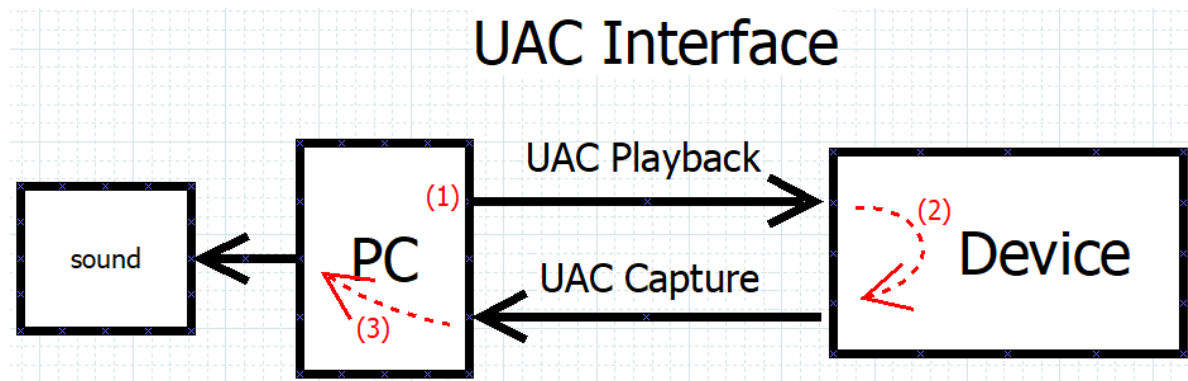 UAC Interface
UAC Playback
(1)
(2)
sound
PC
Device
UAC Capture
(3)